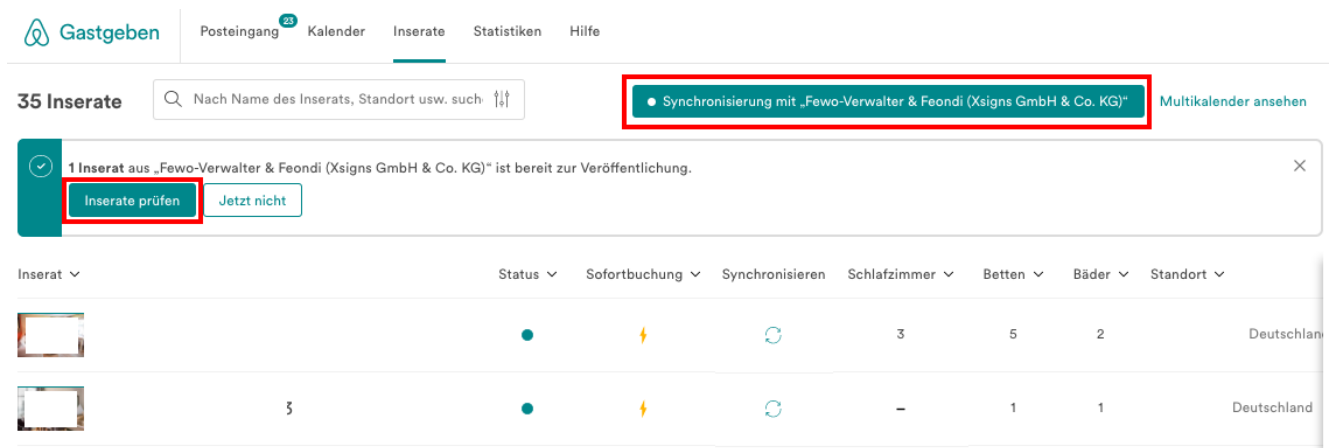 Gastgeben Posteingang 23 Kalender Inserate Statistiken Hilfe
35 Inserate Nach Name des Inserats, Standort usw. such Synchronisierung mit „Fewo-Verwalter & Feondi (Xsigns GmbH & Co. KG)“ Multikalender ansehen
1 Inserat aus „Fewo-Verwalter & Feondi (Xsigns GmbH & Co. KG)“ ist bereit zur Veröffentlichung.
Inserate prüfen Jetzt nicht
Inserat Status Sofortbuchung Synchronisieren Schlafzimmer Betten Bäder Standort
3 5 2 Deutschlan
3 – 1 1 Deutschland